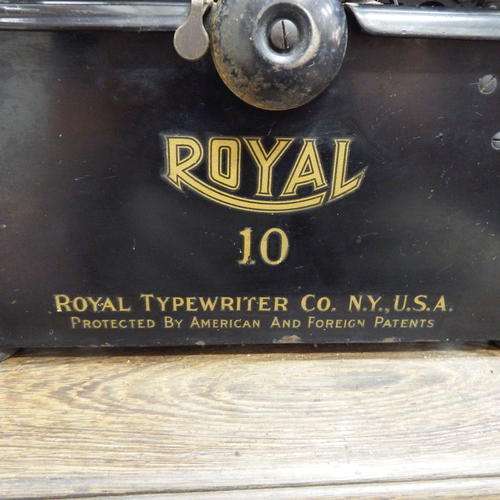 ROYAL
10
ROYAL TYPEWRITER CO. N.Y., U.S.A.
PROTECTED BY AMERICAN AND FOREIGN PATENTS